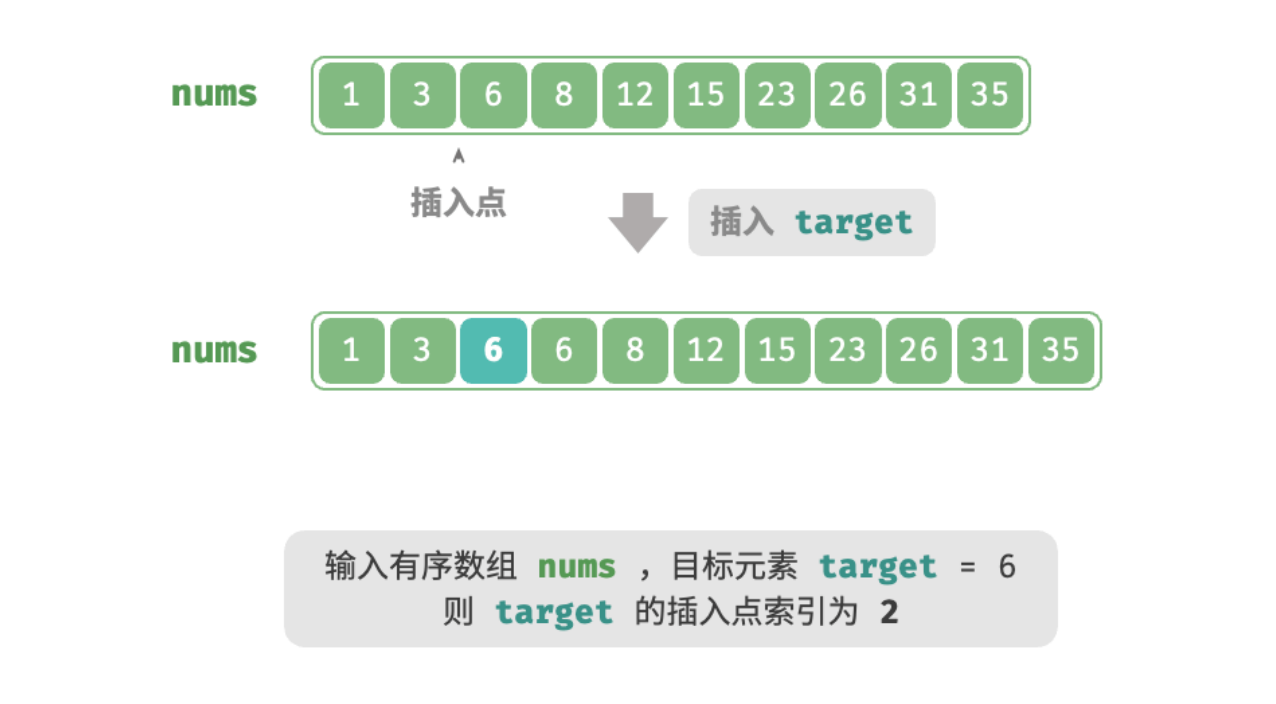 nums 1 3 6 8 12 15 23 26 31 35
插入点
插入 target
nums 1 3 6 6 8 12 15 23 26 31 35
输入有序数组 nums ，目标元素 target = 6
则 target 的插入点索引为 2